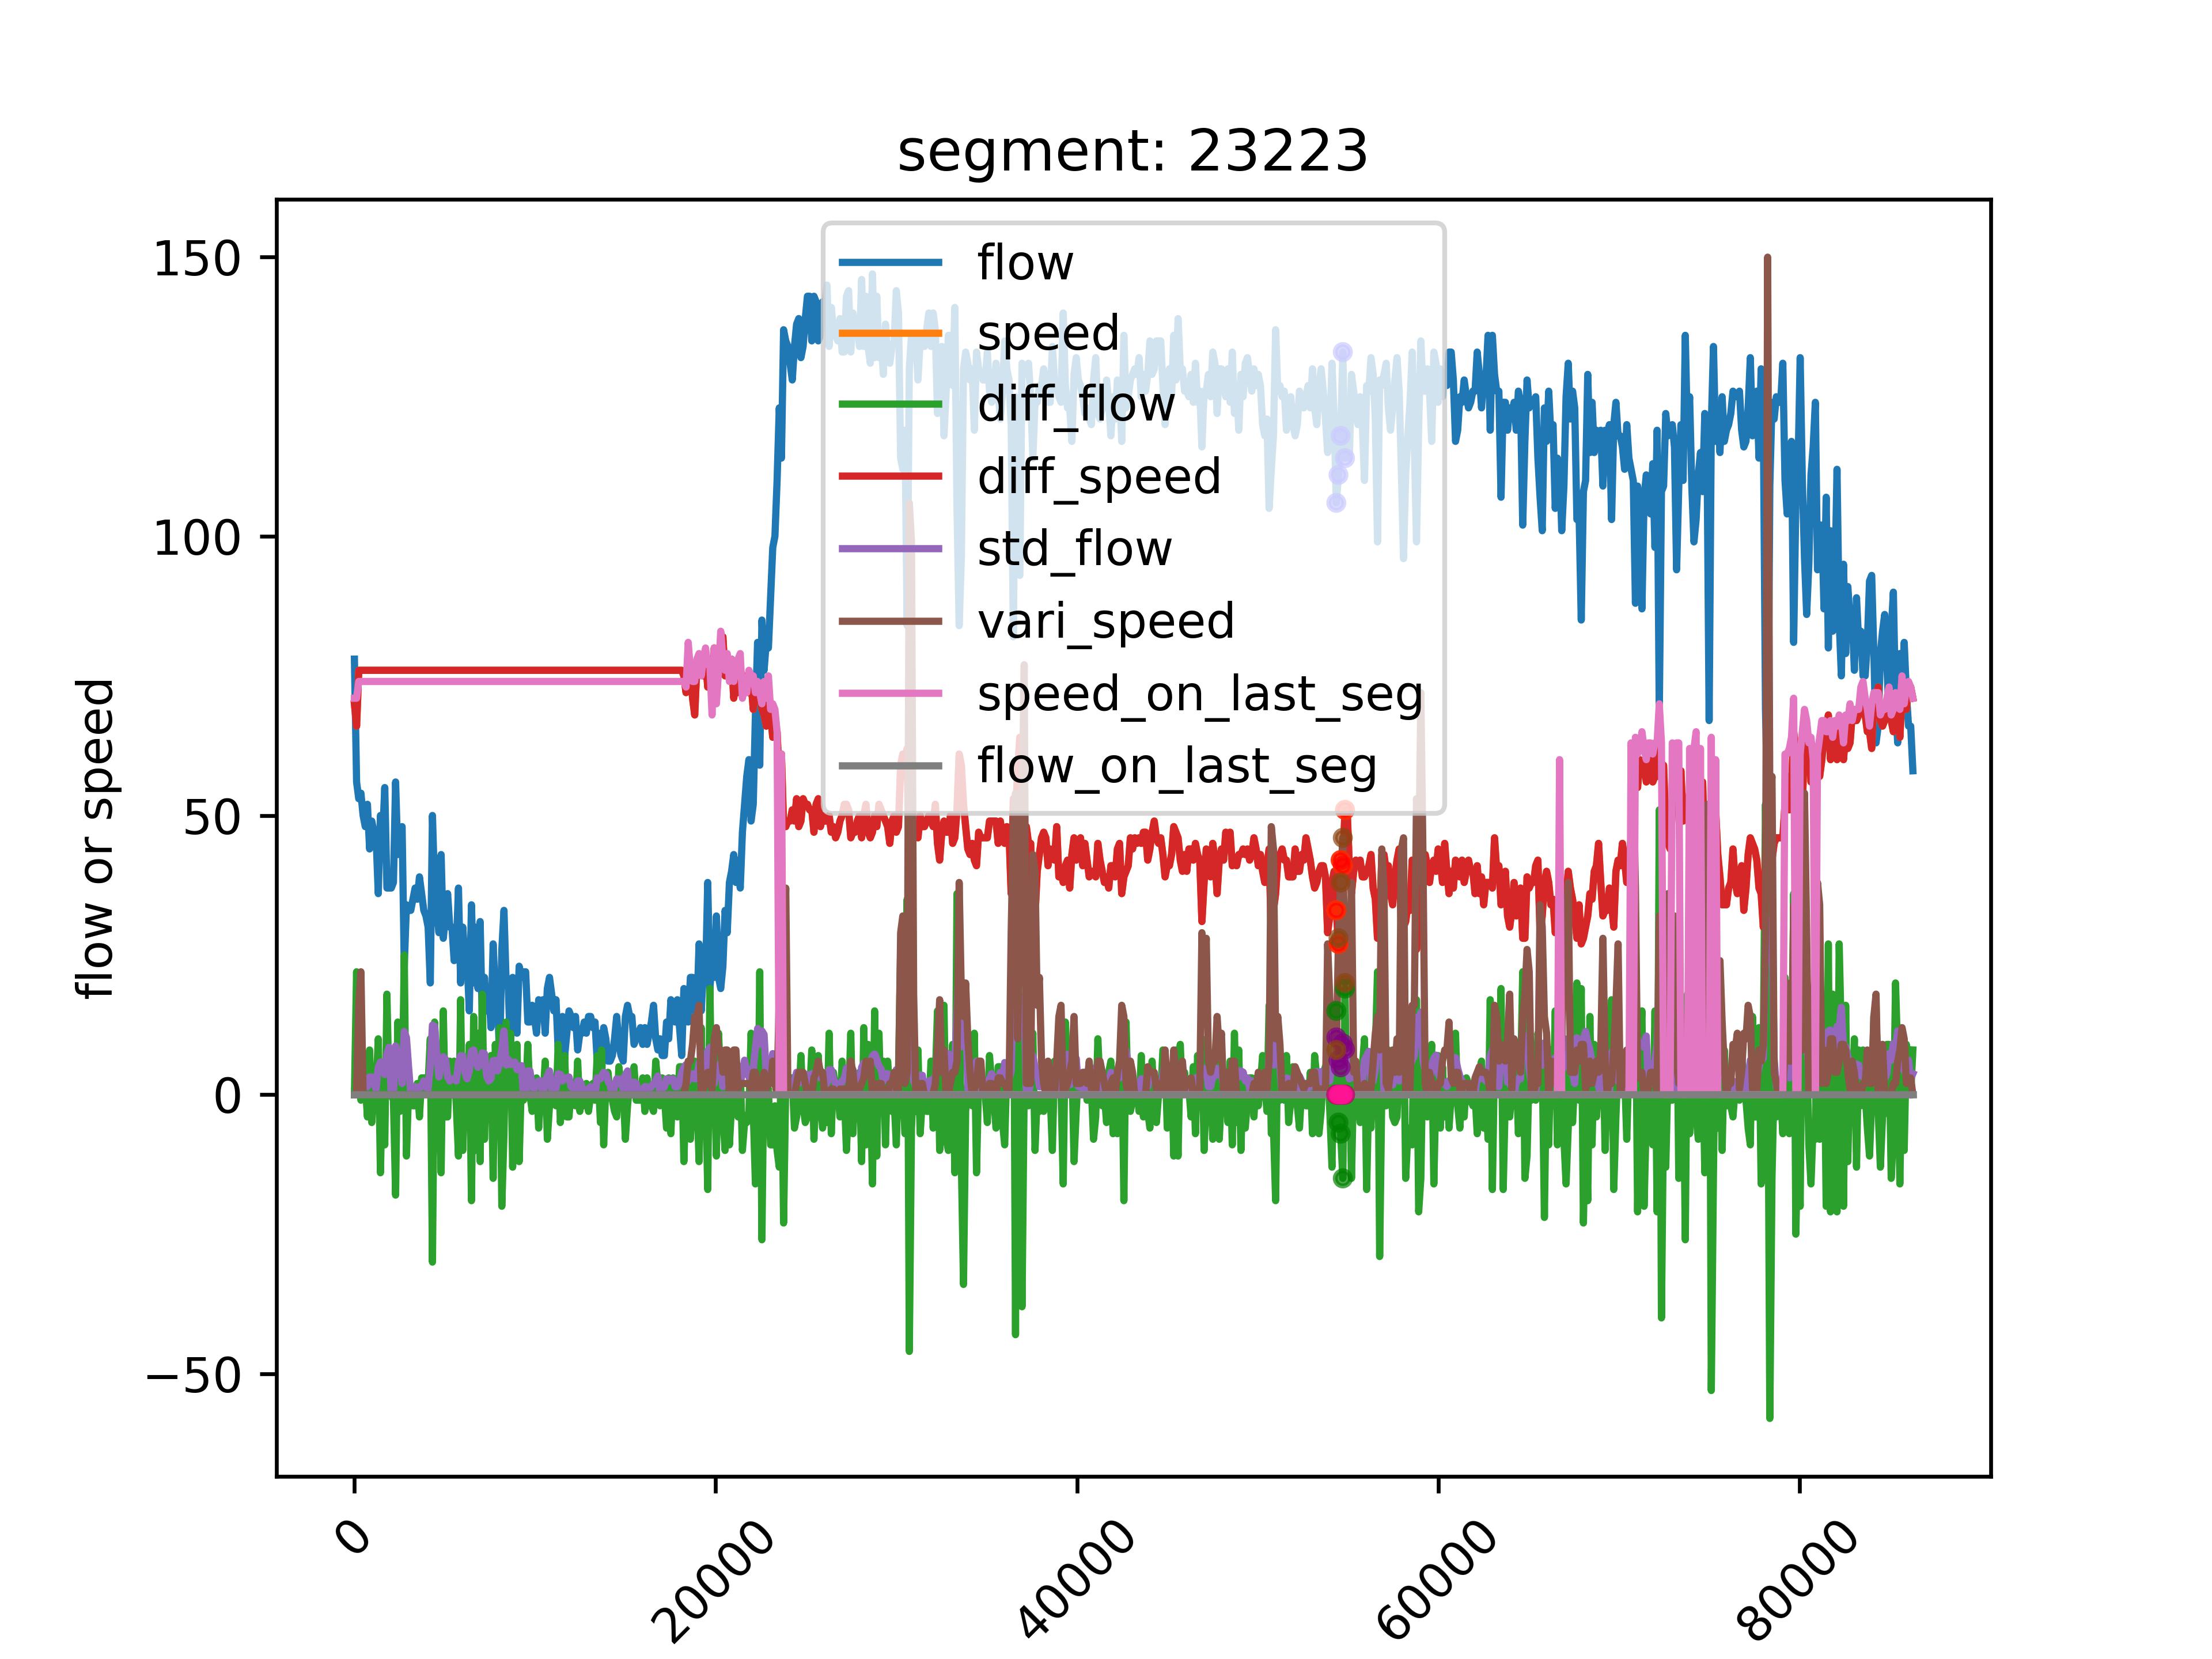 segment: 23223
150
100
50
0
−50
flow or speed
flow
speed
diff_flow
diff_speed
std_flow
vari_speed
speed_on_last_seg
flow_on_last_seg
0
20000
40000
60000
80000